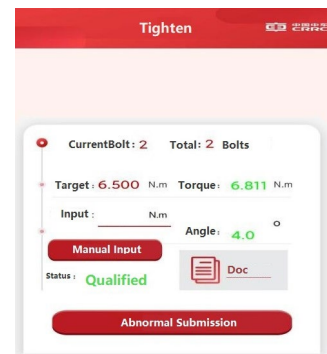 Tighten
CRRC
CurrentBolt: 2 Total: 2 Bolts
Target: 6.500 N.m Torque: 6.811 N.m
Input: N.m
Angle: 4.0 °
Manual Input
Status: Qualified
Doc
Abnormal Submission